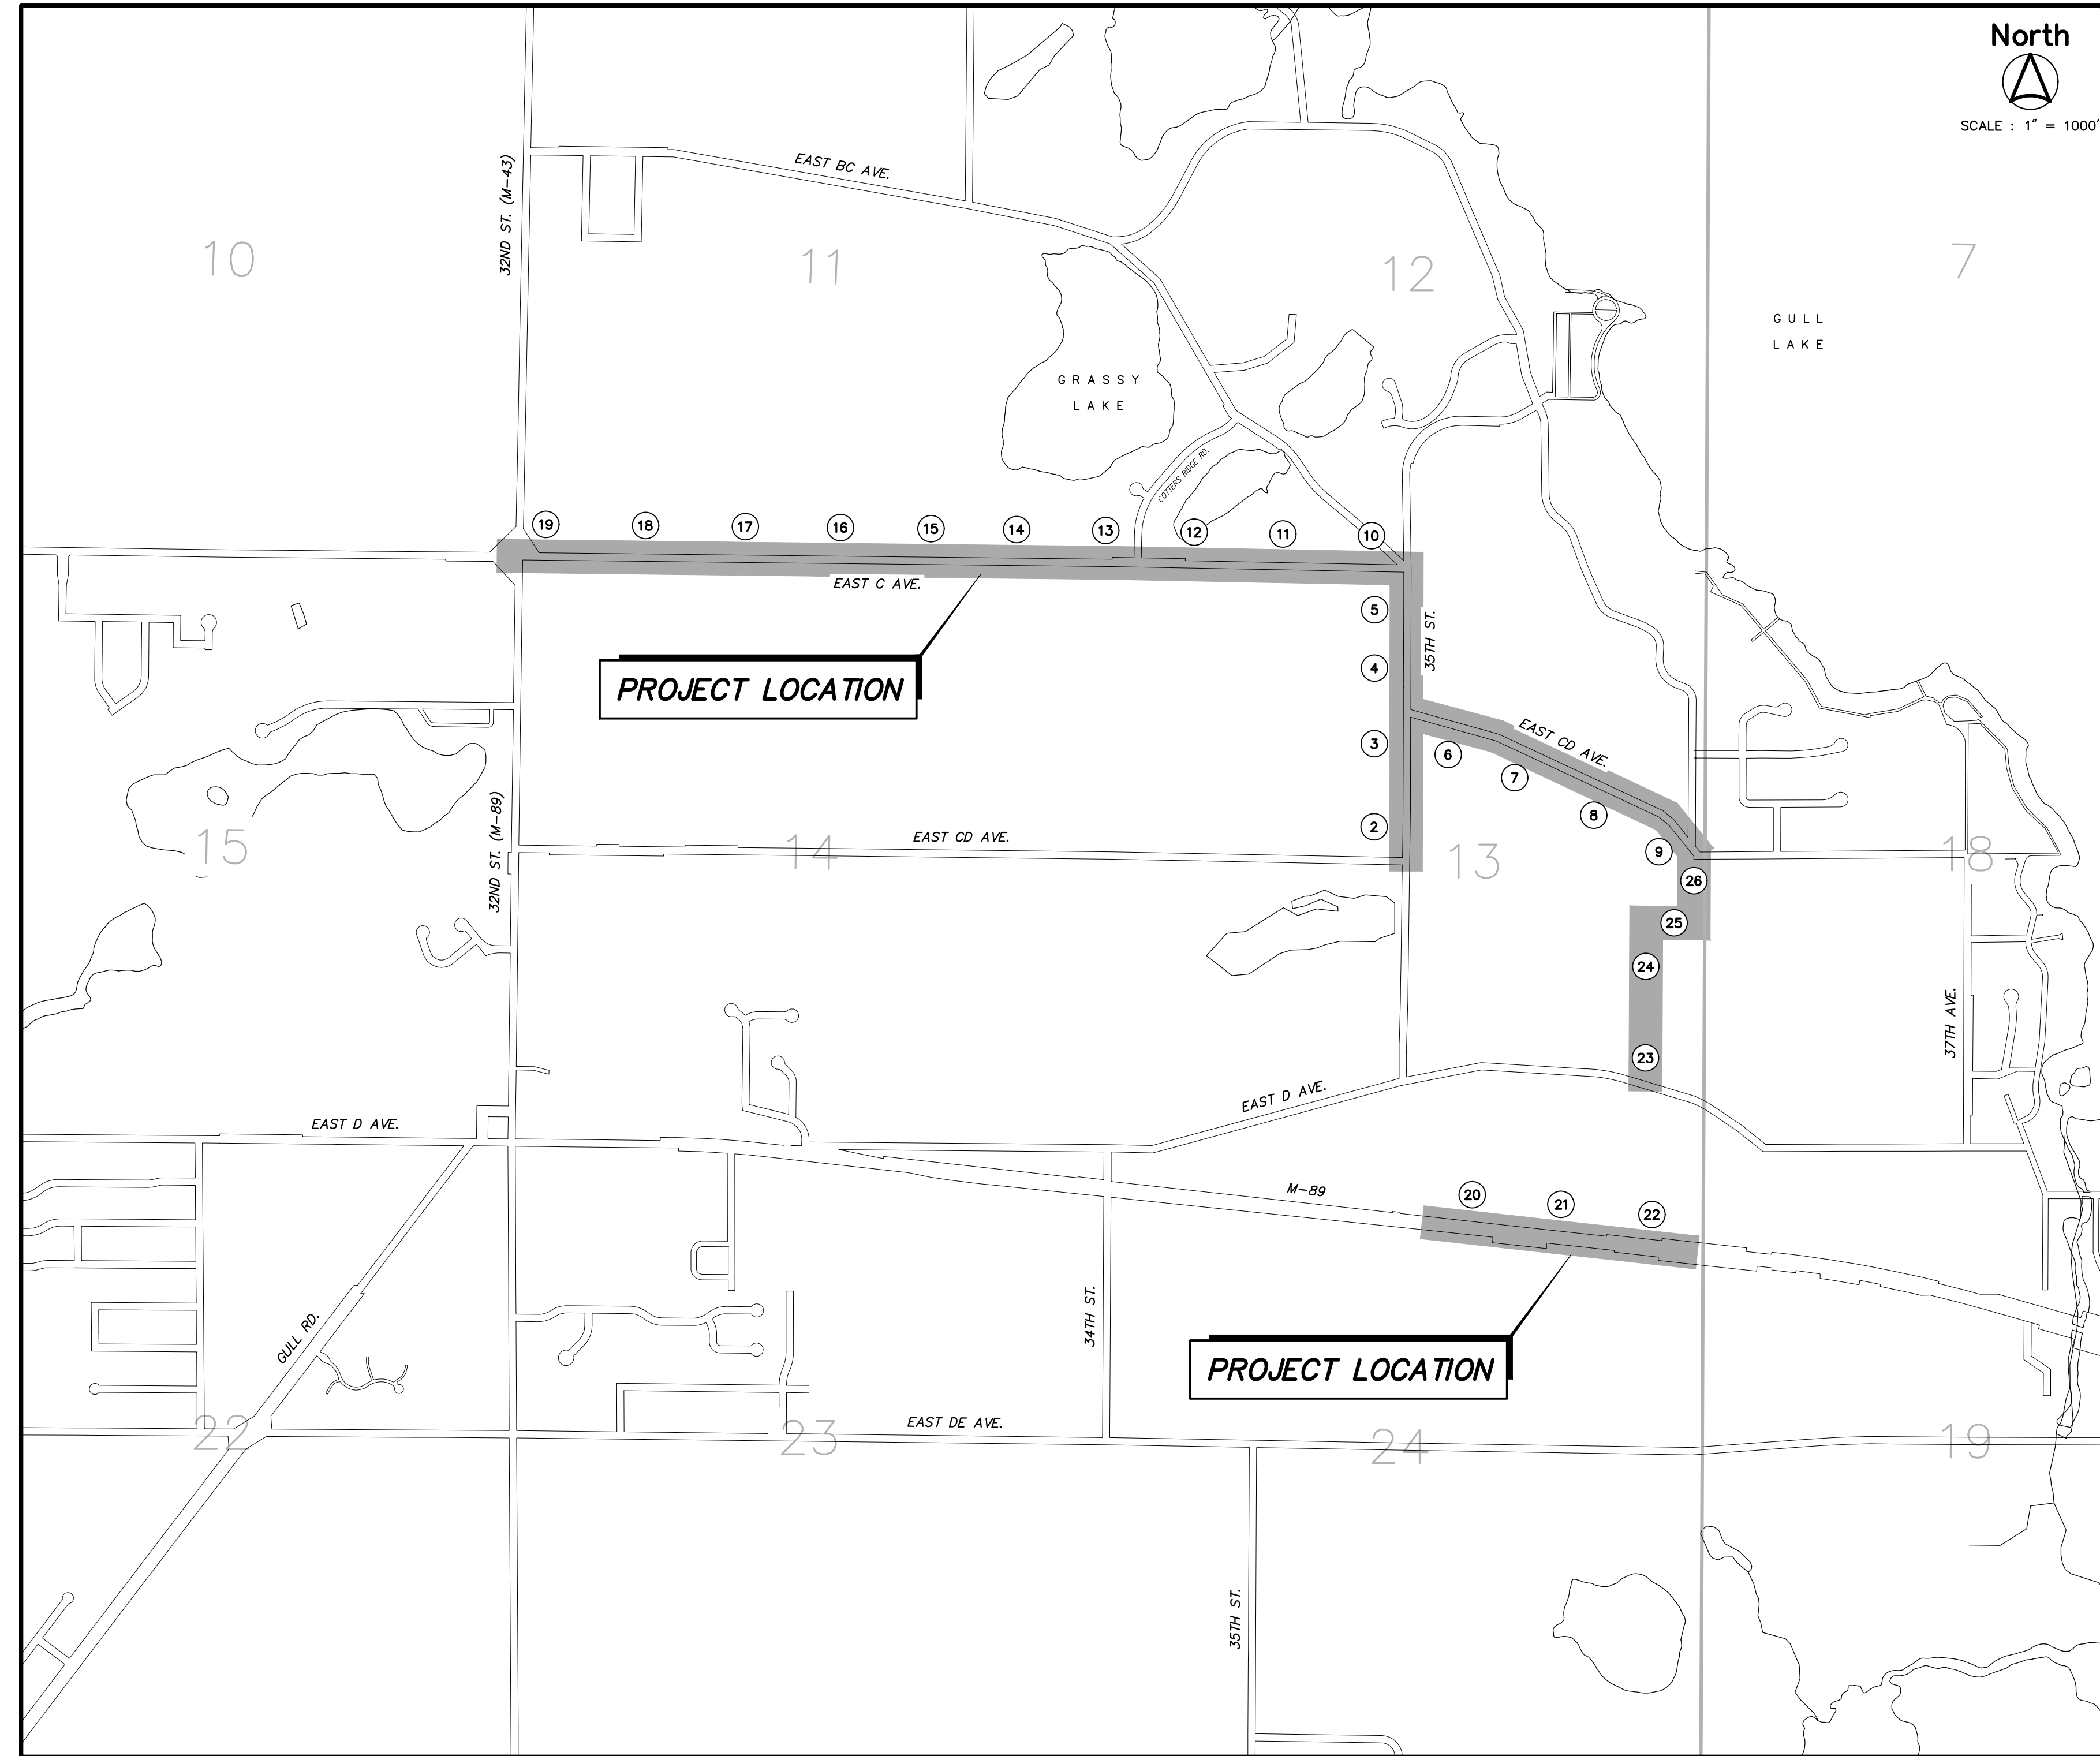 North
SCALE : 1" = 1000'
EAST BC AVE.
32ND ST. (M-43)
10
11
12
7
GULL
LAKE
GRASSY
LAKE
COTTERS RIDGE RD.
19
18
17
16
15
14
13
12
11
10
EAST C AVE.
5
35TH ST.
4
PROJECT LOCATION
3
6
EAST CD AVE.
7
8
2
9
32ND ST. (M-89)
EAST CD AVE.
15
14
13
18
26
25
24
37TH AVE.
23
EAST D AVE.
EAST D AVE.
M-89
20
21
22
34TH ST.
GULL RD.
PROJECT LOCATION
EAST DE AVE.
22
23
24
19
35TH ST.